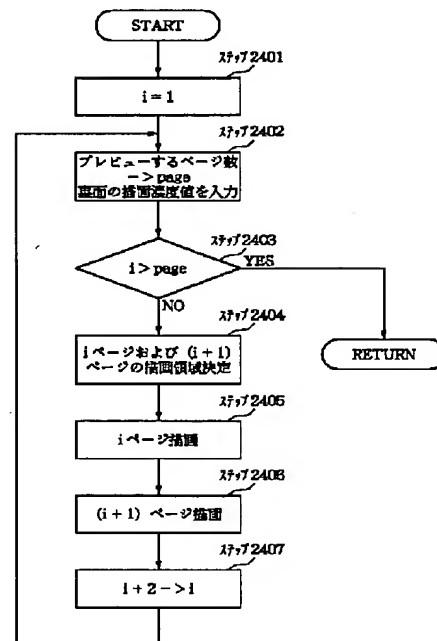 START
ステップ2401
i = 1
ステップ2402
プレビューするページ数
->page
裏面の描画濃度値を入力
ステップ2403
i > page
YES
NO
ステップ2404
iページおよび (i + 1)
ページの描画領域決定
RETURN
ステップ2405
iページ描画
ステップ2406
(i + 1) ページ描画
ステップ2407
i + 2 -> i